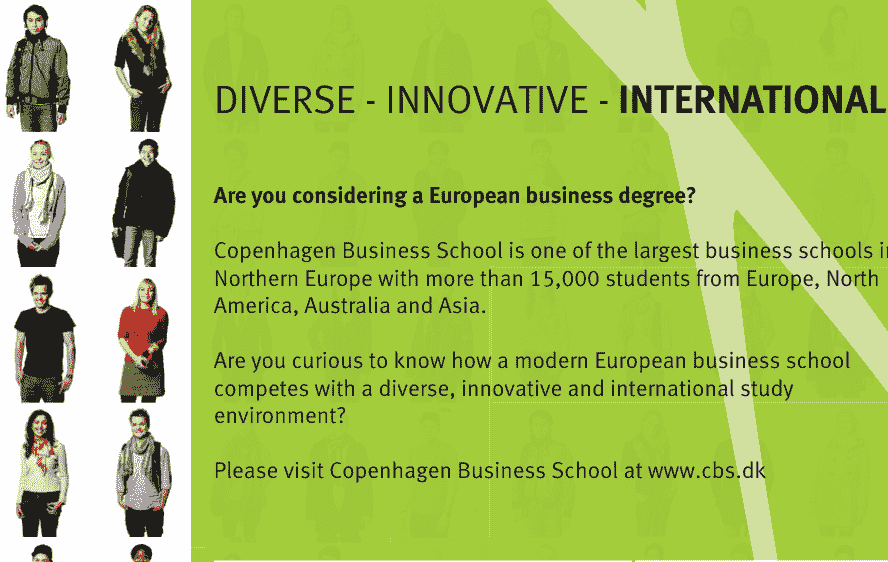 DIVERSE - INNOVATIVE - INTERNATIONAL
Are you considering a European business degree?
Copenhagen Business School is one of the largest business schools in
Northern Europe with more than 15,000 students from Europe, North
America, Australia and Asia.
Are you curious to know how a modern European business school
competes with a diverse, innovative and international study
environment?
Please visit Copenhagen Business School at www.cbs.dk